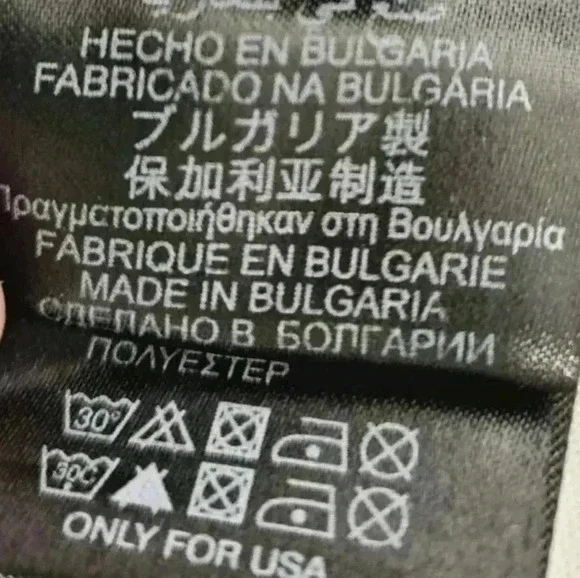 HECHO EN BULGARIA
FABRICADO NA BULGARIA
ブルガリア製
保加利亚制造
Πραγματοποιήθηκαν στη Βουλγαρία
FABRIQUE EN BULGARIE
MADE IN BULGARIA
СДЕЛАНО В БОЛГАРИИ
ΠΟΛΥΕΣΤΕΡ
30°
30C
ONLY FOR USA